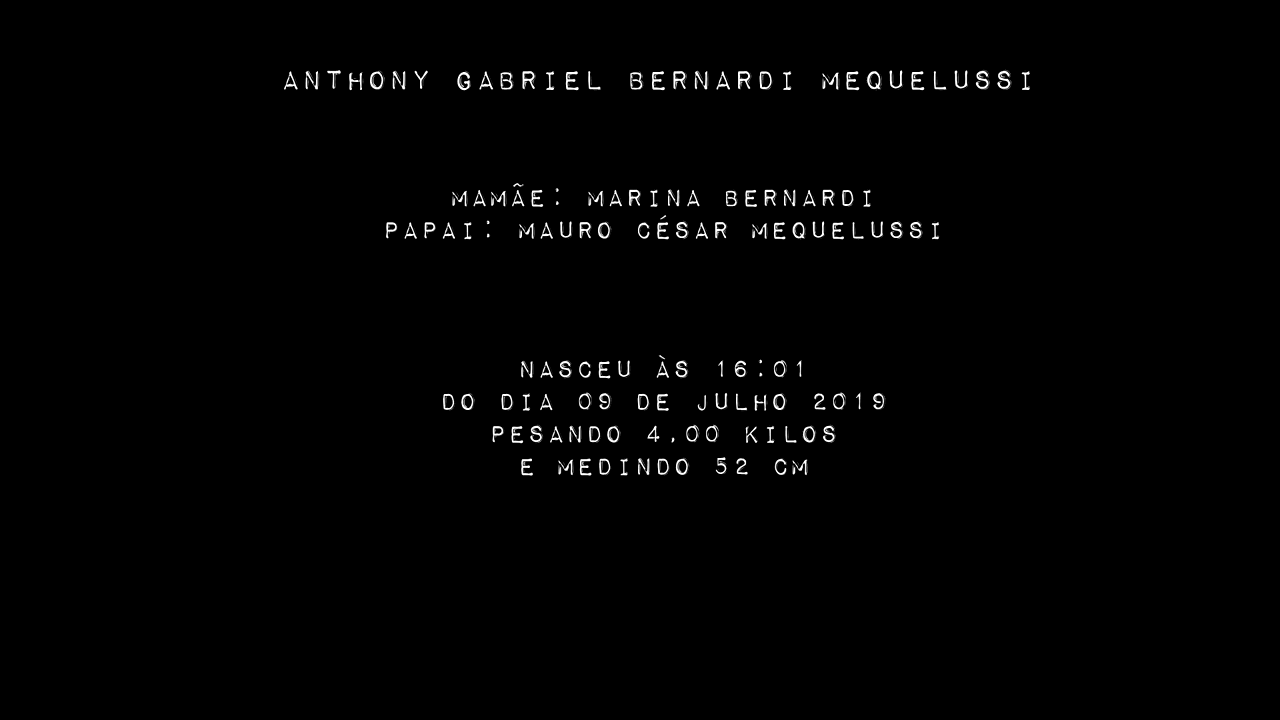 ANTHONY GABRIEL BERNARDI MEQUELUSSI
MAMÃE: MARINA BERNARDI
PAPAI: MAURO CÉSAR MEQUELUSSI
NASCEU ÀS 16:01
DO DIA 09 DE JULHO 2019
PESANDO 4,00 KILOS
E MEDINDO 52 CM